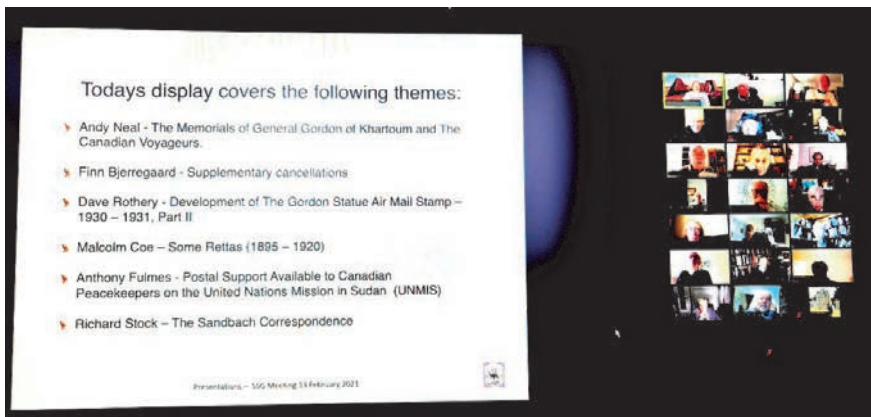 Todays display covers the following themes:
Andy Neal - The Memorials of General Gordon of Khartoum and The
Canadian Voyageurs.
Finn Bjerregaard - Supplementary cancellations
Dave Rothery - Development of The Gordon Statue Air Mail Stamp –
1930 – 1931, Part II
Malcolm Coe – Some Rettas (1895 – 1920)
Anthony Fulmes - Postal Support Available to Canadian
Peacekeepers on the United Nations Mission in Sudan (UNMIS)
Richard Stock – The Sandbach Correspondence
Presentations – SSG Meeting 13 February 2021